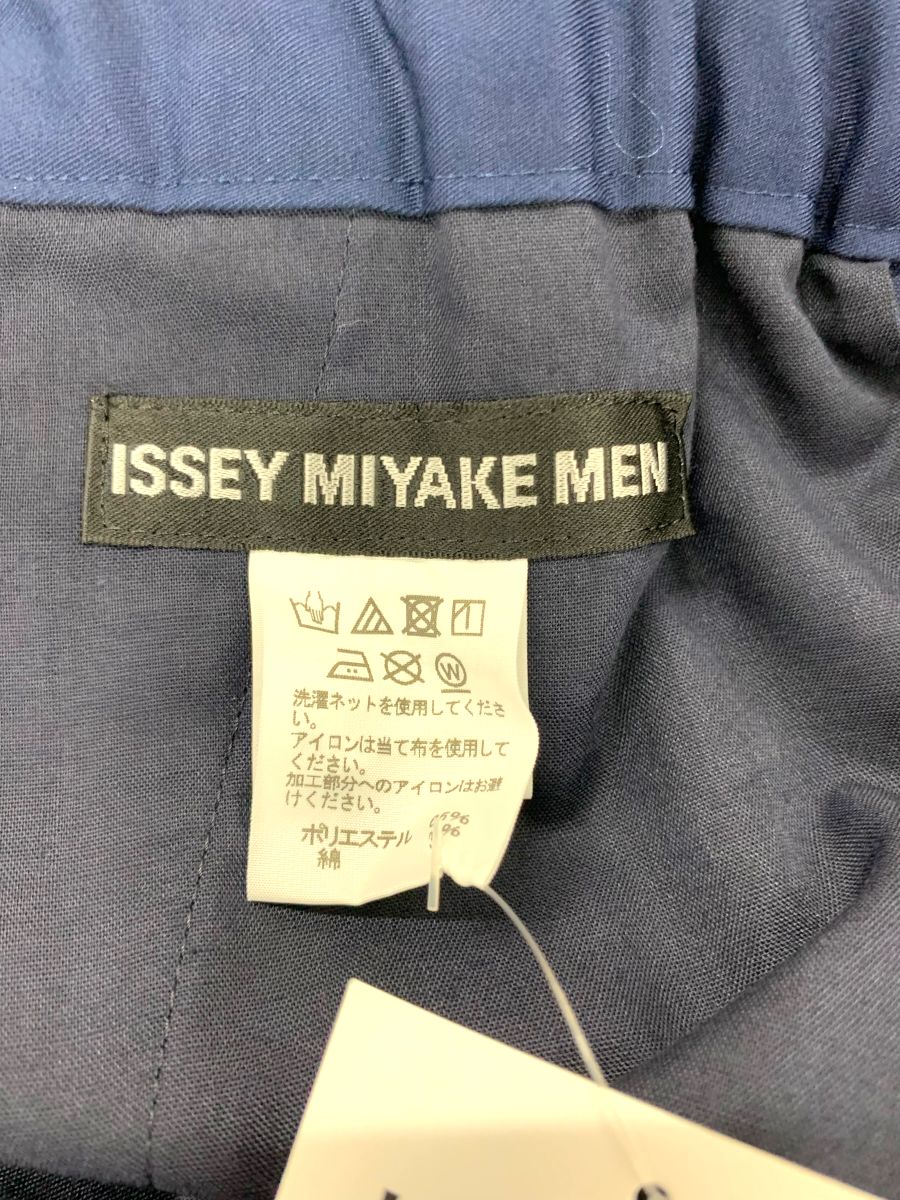 ISSEY MIYAKE MEN
洗濯ネットを使用してくださ
い。
アイロンは当て布を使用して
ください。
加工部分へのアイロンはお避
けください。
ポリエステル
綿